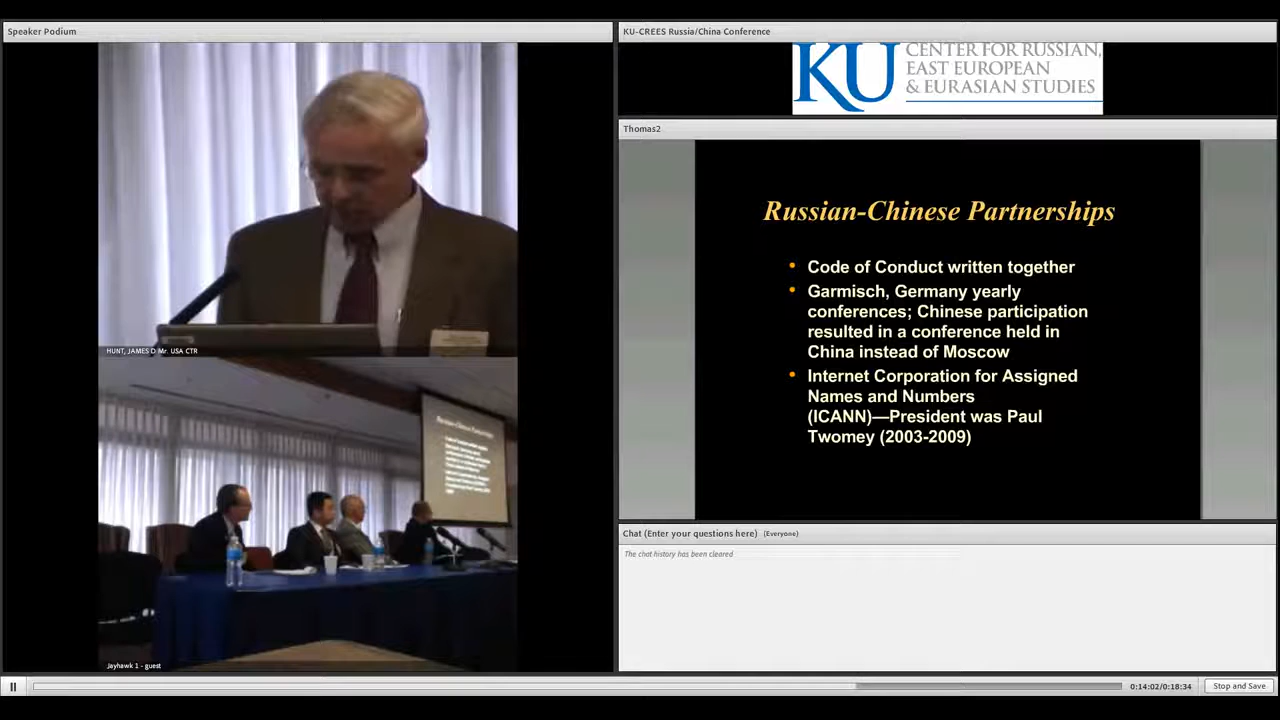 Speaker Podium
HUNT, JAMES D Mr. USA CTR
Jayhawk 1 - guest
KU-CREES Russia/China Conference
KU
CENTER FOR RUSSIAN,
EAST EUROPEAN
& EURASIAN STUDIES
Thomas2
Russian-Chinese Partnerships
• Code of Conduct written together
• Garmisch, Germany yearly
conferences; Chinese participation
resulted in a conference held in
China instead of Moscow
• Internet Corporation for Assigned
Names and Numbers
(ICANN)—President was Paul
Twomey (2003-2009)
Chat (Enter your questions here) (Everyone)
The chat history has been cleared
0:14:02/0:18:34
Stop and Save